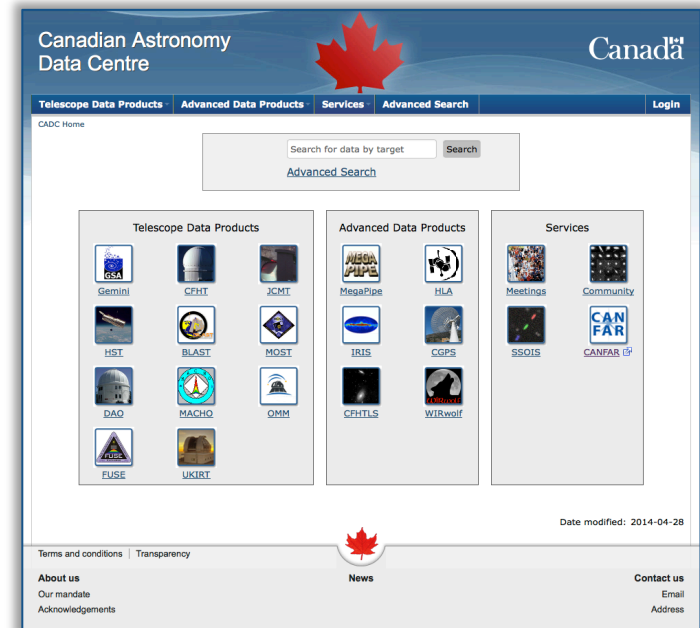 Canadian Astronomy
Data Centre
Canada
Telescope Data Products Advanced Data Products Services Advanced Search Login
CADC Home
Search for data by target Search
Advanced Search
Telescope Data Products Advanced Data Products Services
GSA MEGA PIPE CAN FAR
Gemini CFHT JCMT MegaPipe HLA Meetings Community
HST BLAST MOST IRIS CGPS SSOIS CANFAR
WIRwolf
DAO MACHO OMM CFHTLS WIRwolf
FUSE
FUSE UKIRT
Date modified: 2014-04-28
Terms and conditions Transparency
About us News Contact us
Our mandate Email
Acknowledgements Address